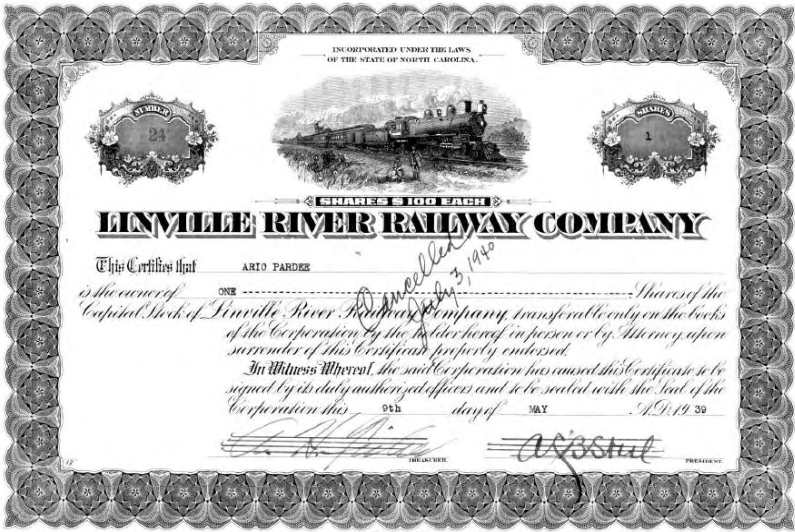 INCORPORATED UNDER THE LAWS
OF THE STATE OF NORTH CAROLINA.
NUMBER
24
SHARES
1
SHARES $100 EACH
LINVILLE RIVER RAILWAY COMPANY
This Certifies that ARIO PARDEE
is the owner of ONE Shares of the
Capital Stock of Linville River Railway Company, transferable only on the books
of the Corporation by the holder hereof in person or by Attorney, upon
surrender of this Certificate properly endorsed.
In Witness Whereof, the said Corporation has caused this Certificate to be
signed by its duly authorized officers and to be sealed with the Seal of the
Corporation this 9th day of MAY A.D. 19 39
Cancelled
July 3, 1940
TREASURER.
PRESIDENT.